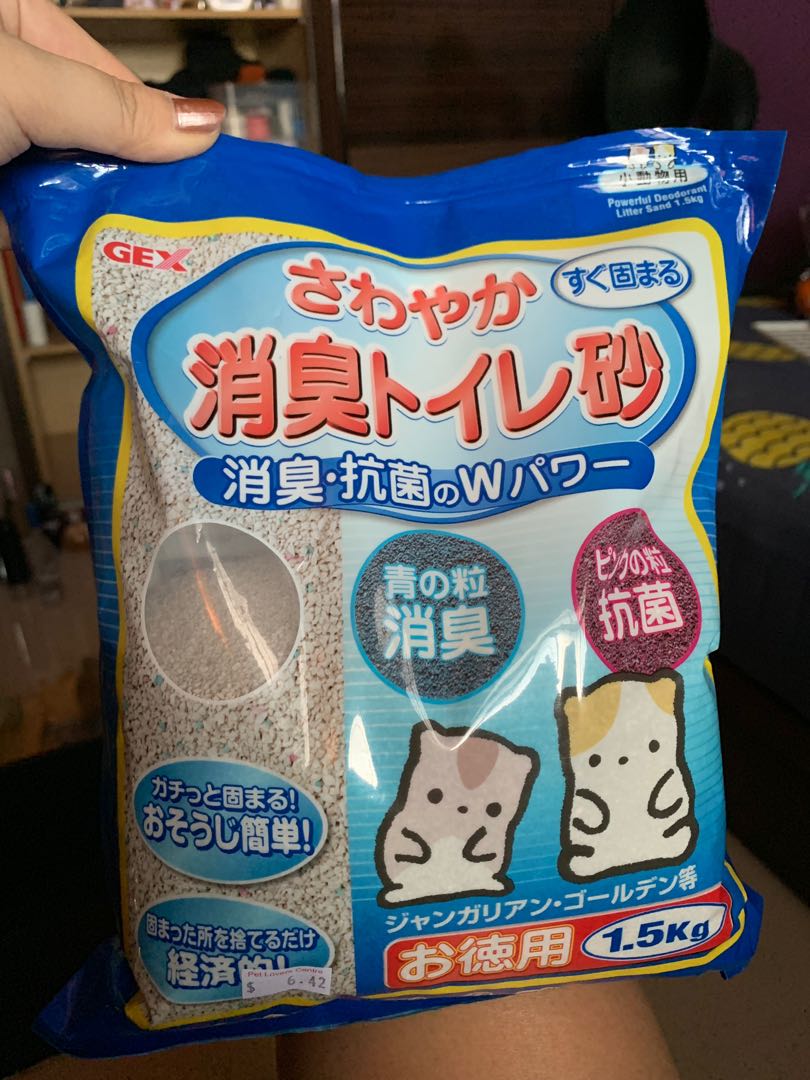 小動物用
Powerful Deodorant
Litter Sand 1.5kg
GEX
すぐ固まる
さわやか
消臭トイレ砂
消臭・抗菌のWパワー
青の粒
消臭
ピンクの粒
抗菌
ガチっと固まる!
おそうじ簡単!
固まった所を捨てるだけ
経済的!
ジャンガリアン・ゴールデン等
お徳用
1.5Kg
Pet Lovers Centre
$ 6.42